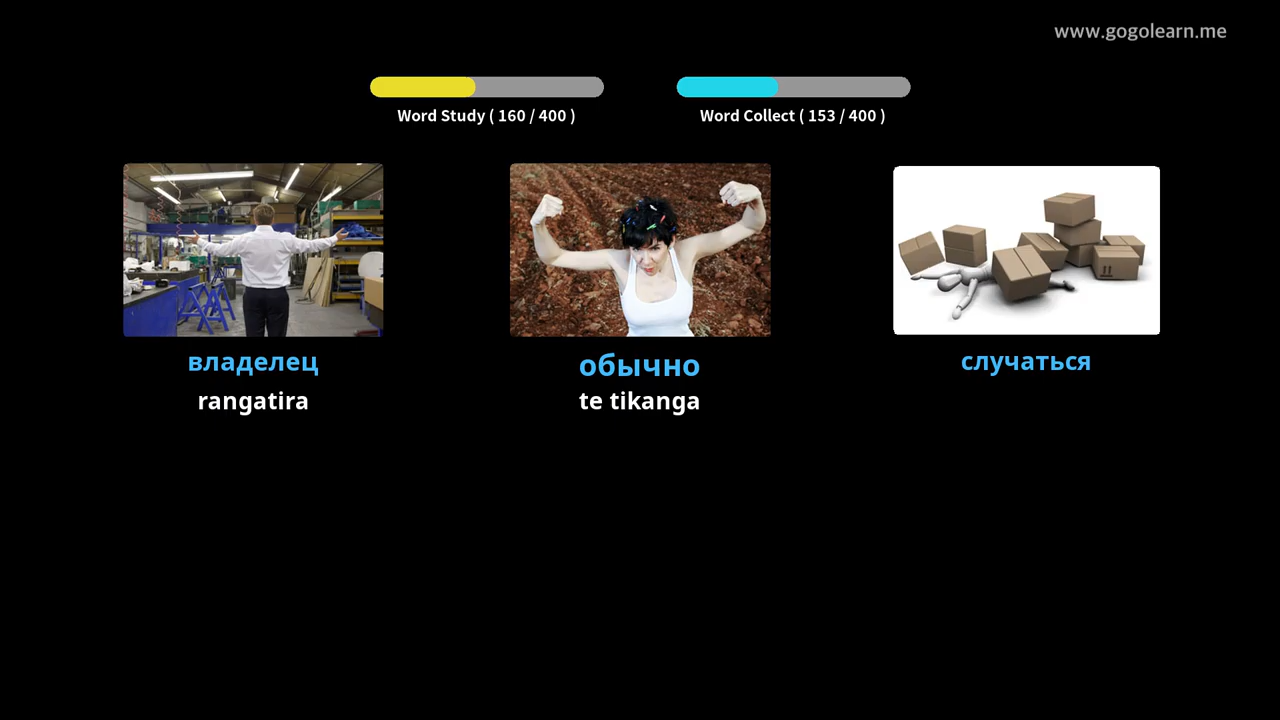 www.gogolearn.me
Word Study ( 160 / 400 )
Word Collect ( 153 / 400 )
владелец
rangatira
обычно
te tikanga
случаться